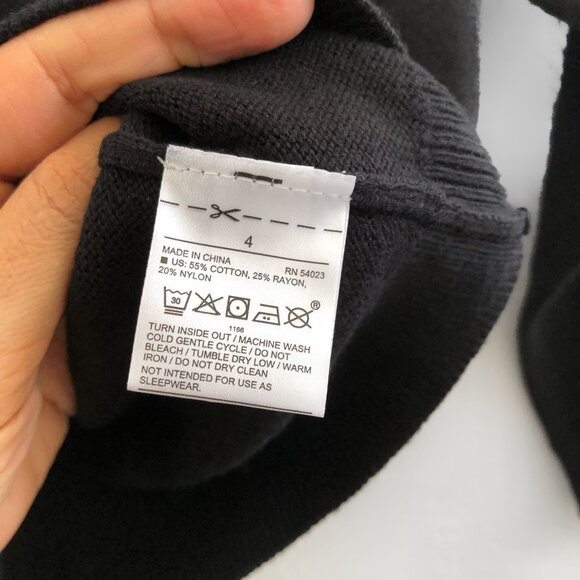 4
MADE IN CHINA RN 54023
■ US: 55% COTTON, 25% RAYON,
20% NYLON
30
®
1166
TURN INSIDE OUT / MACHINE WASH
COLD GENTLE CYCLE / DO NOT
BLEACH / TUMBLE DRY LOW / WARM
IRON / DO NOT DRY CLEAN
NOT INTENDED FOR USE AS
SLEEPWEAR.